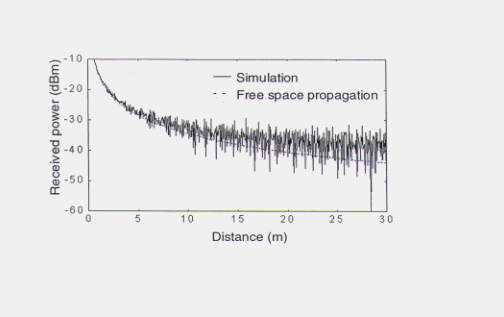 -10
-20
-30
-40
-50
-60
Received power (dBm)
Simulation
Free space propagation
0 5 10 15 20 25 30
Distance (m)